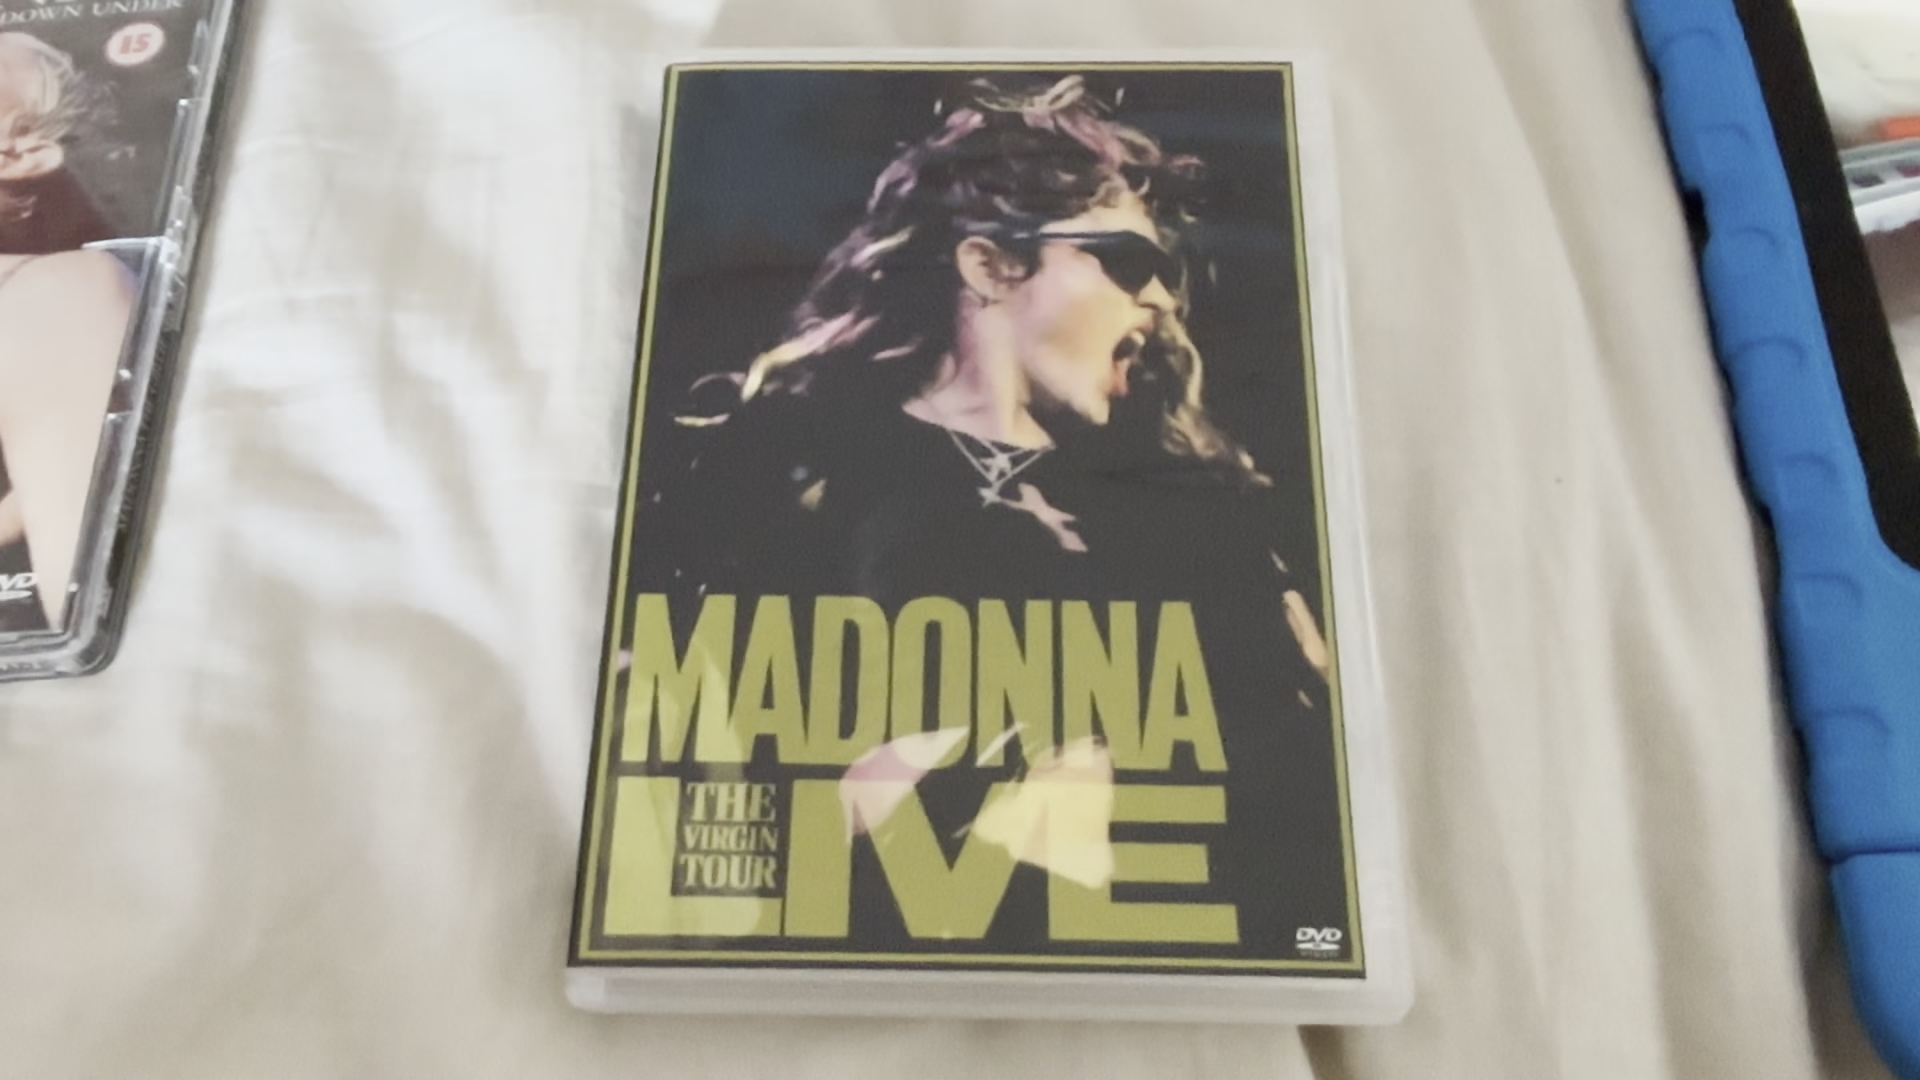 DOWN UNDER
15
MADONNA
LIVE
THE
VIRGIN
TOUR
DVD